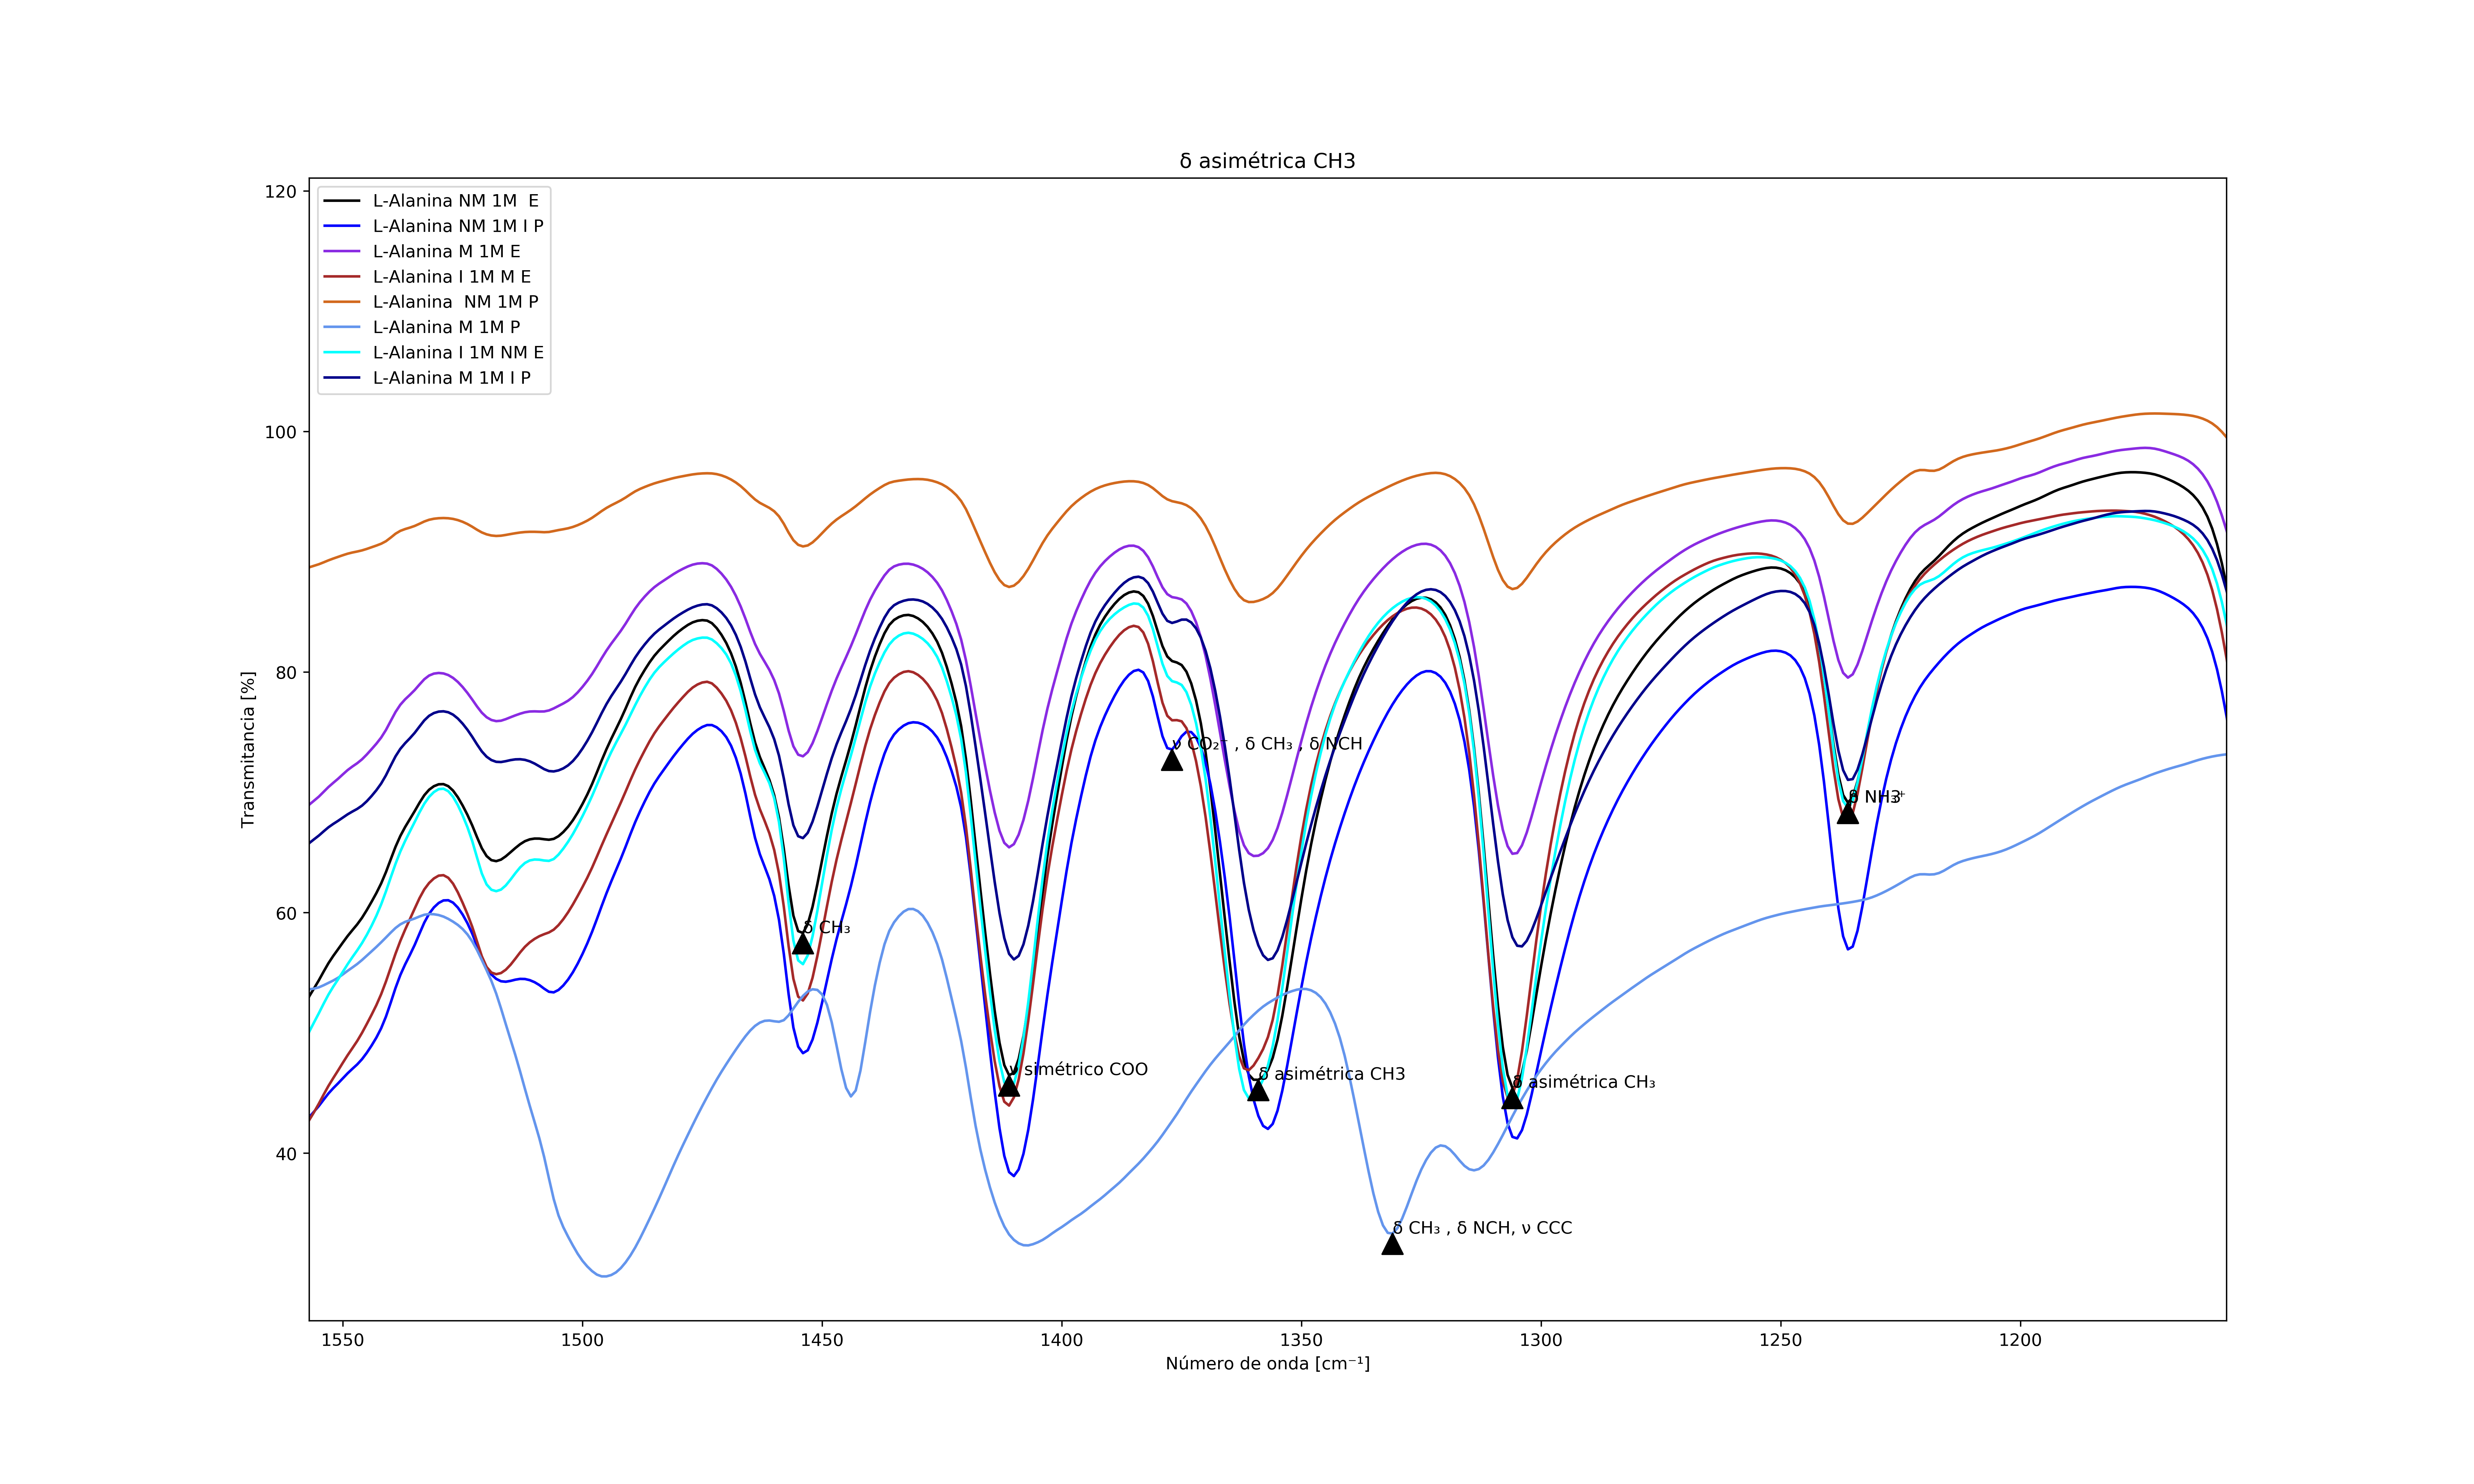 δ asimétrica CH3
120
100
80
60
40
Transmitancia [%]
L-Alanina NM 1M  E
L-Alanina NM 1M I P
L-Alanina M 1M E
L-Alanina I 1M M E
L-Alanina  NM 1M P
L-Alanina M 1M P
L-Alanina I 1M NM E
L-Alanina M 1M I P
ν CO₂⁻ , δ CH₃ , δ NCH
NH3⁺
δ CH₃
ν simétrico COO
δ asimétrica CH3
δ asimétrica CH₃
δ CH₃ , δ NCH, ν CCC
1550
1500
1450
1400
1350
1300
1250
1200
Número de onda [cm⁻¹]